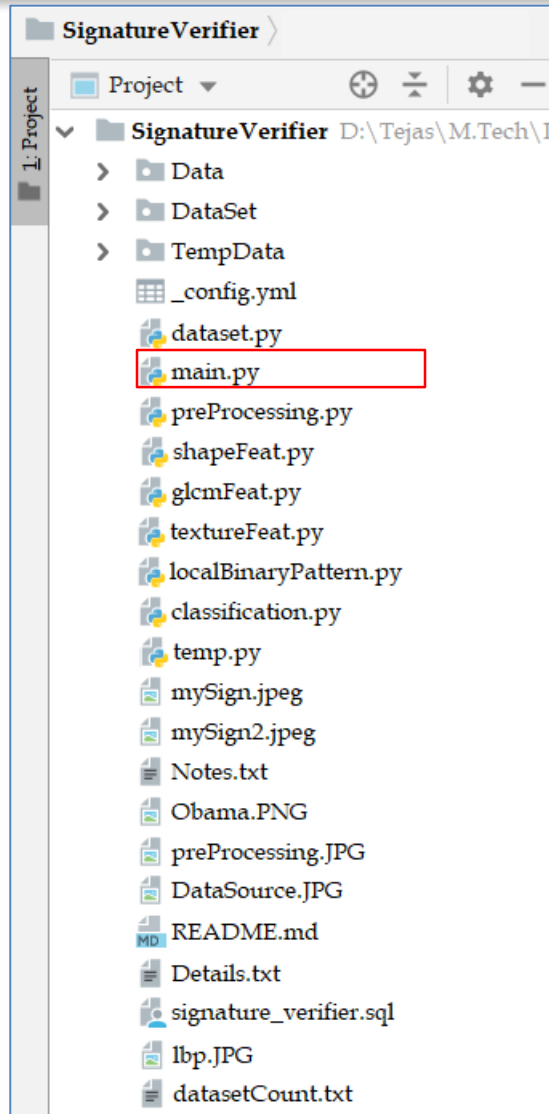 SignatureVerifier
1: Project
Project
SignatureVerifier D:\Tejas\M.Tech\
Data
DataSet
TempData
_config.yml
dataset.py
main.py
preProcessing.py
shapeFeat.py
glcmFeat.py
textureFeat.py
localBinaryPattern.py
classification.py
temp.py
mySign.jpeg
mySign2.jpeg
Notes.txt
Obama.PNG
preProcessing.JPG
DataSource.JPG
MD README.md
Details.txt
signature_verifier.sql
lbp.JPG
datasetCount.txt